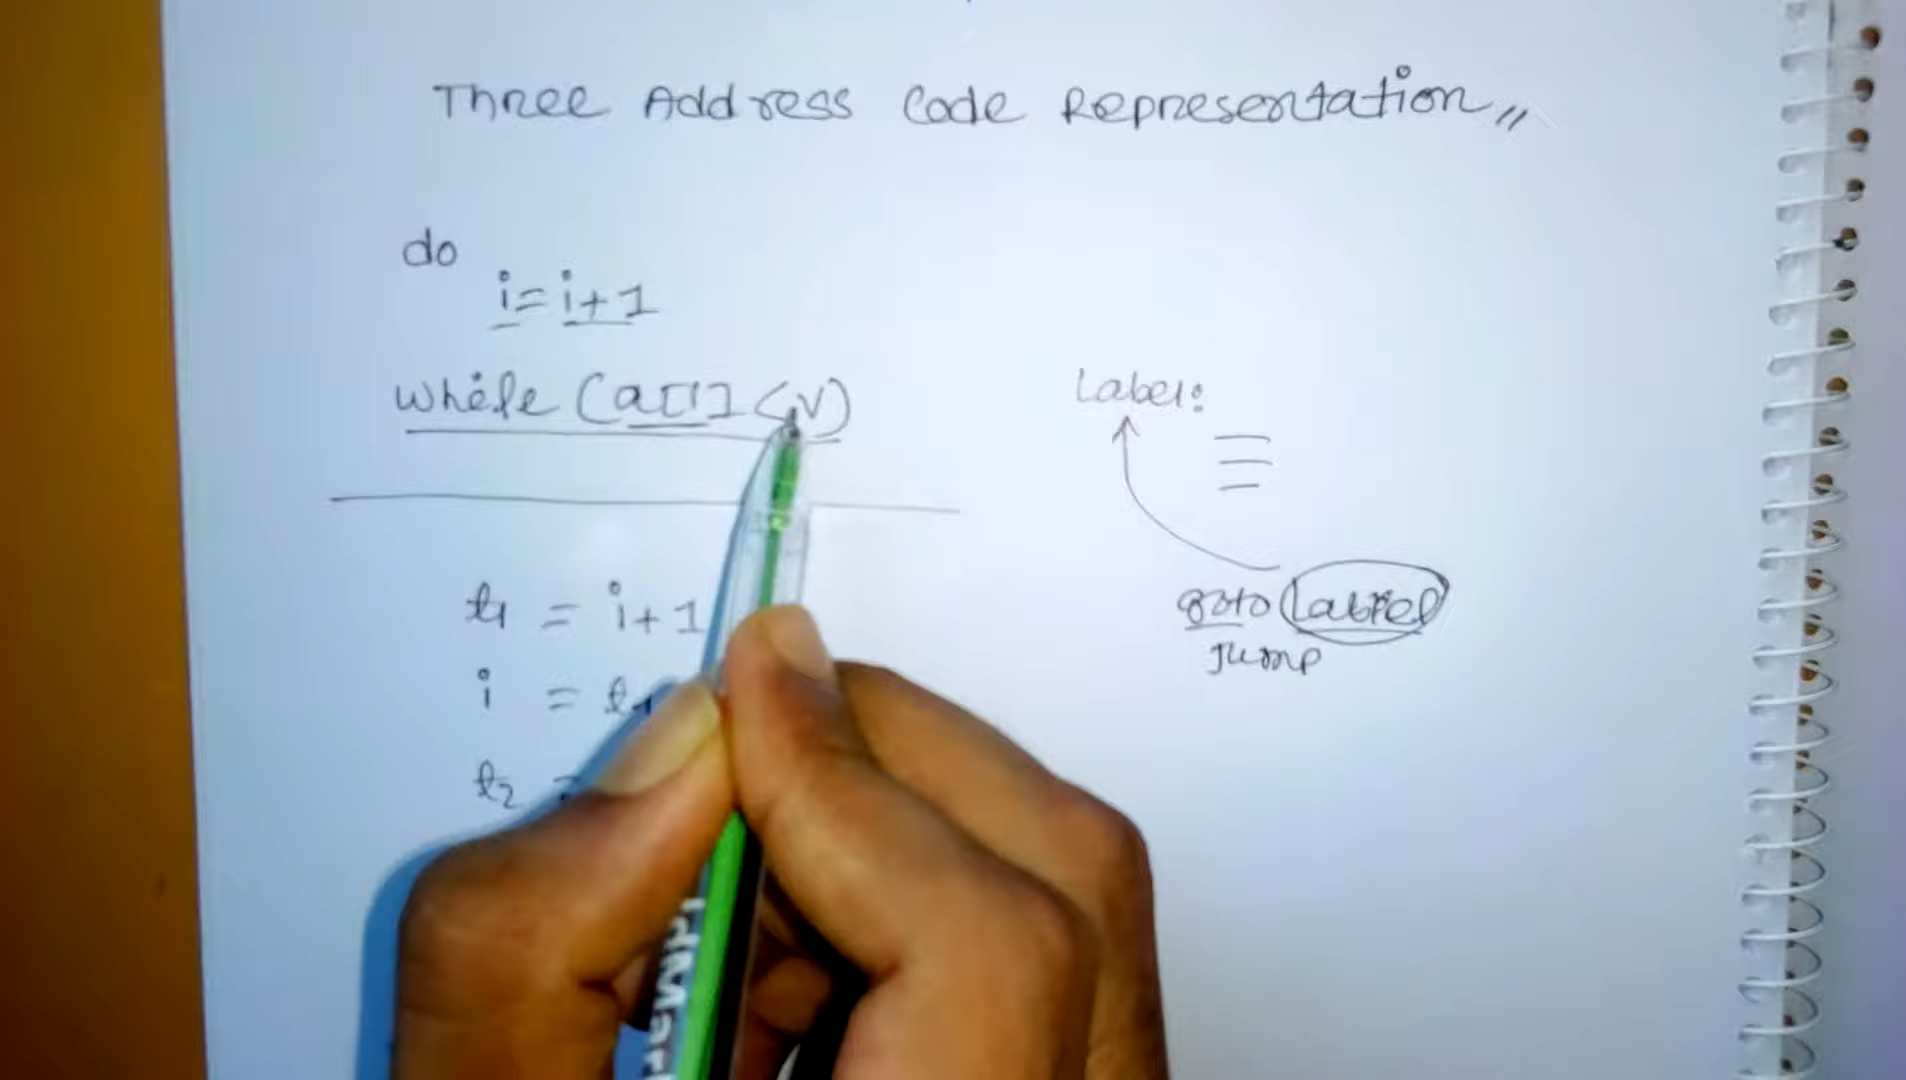 Three Address Code Representation,,
do
i = i + 1
while (a[i] < v)
Label:
t1 = i + 1
goto Label
Jump
i = t1
t2 =